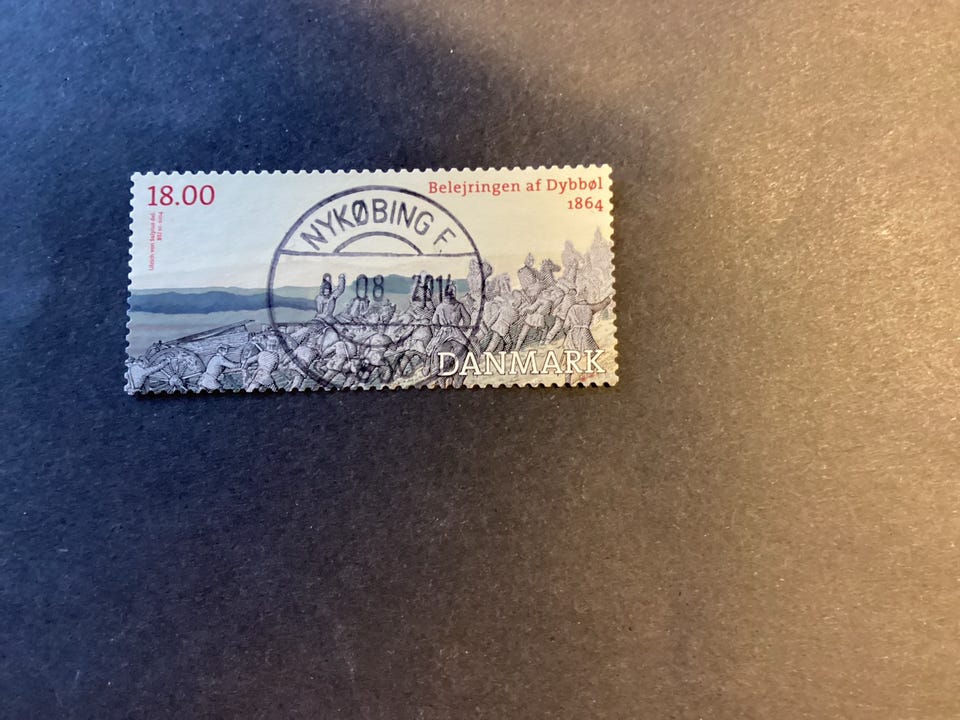 18.00
Belejringen af Dybbøl
1864
NYKØBING F.
8 08 2014
DANMARK